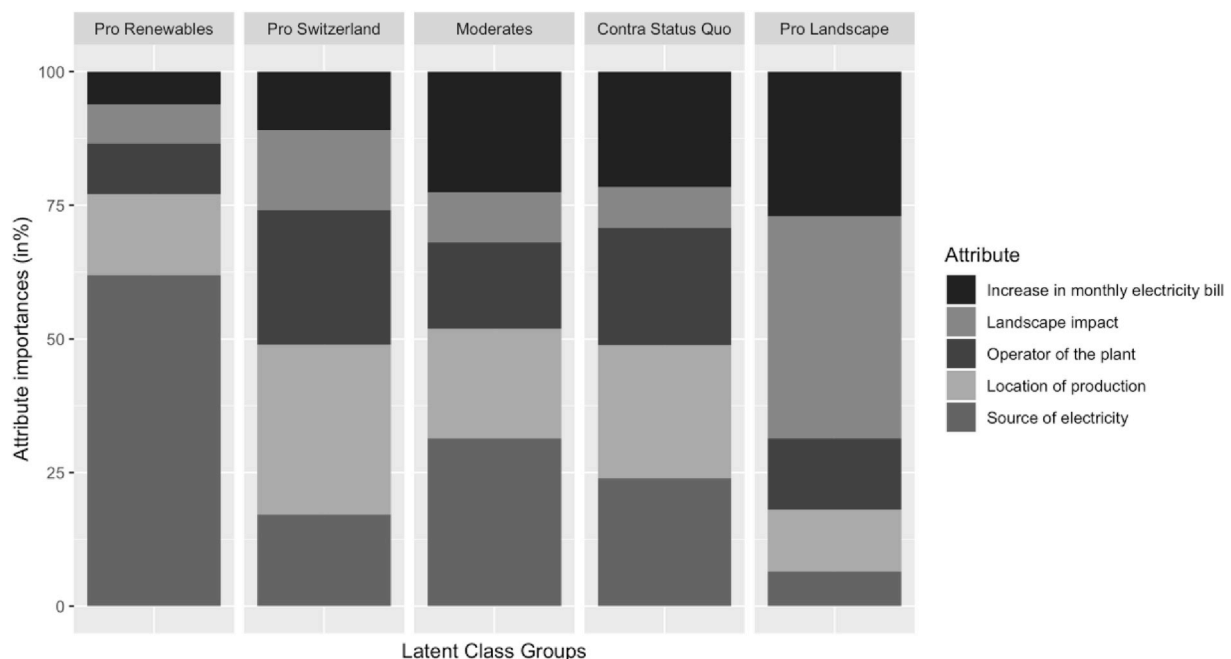 Pro Renewables
Pro Switzerland
Moderates
Contra Status Quo
Pro Landscape
100
75
50
25
0
Attribute importances (in%)
Latent Class Groups
Attribute
Increase in monthly electricity bill
Landscape impact
Operator of the plant
Location of production
Source of electricity